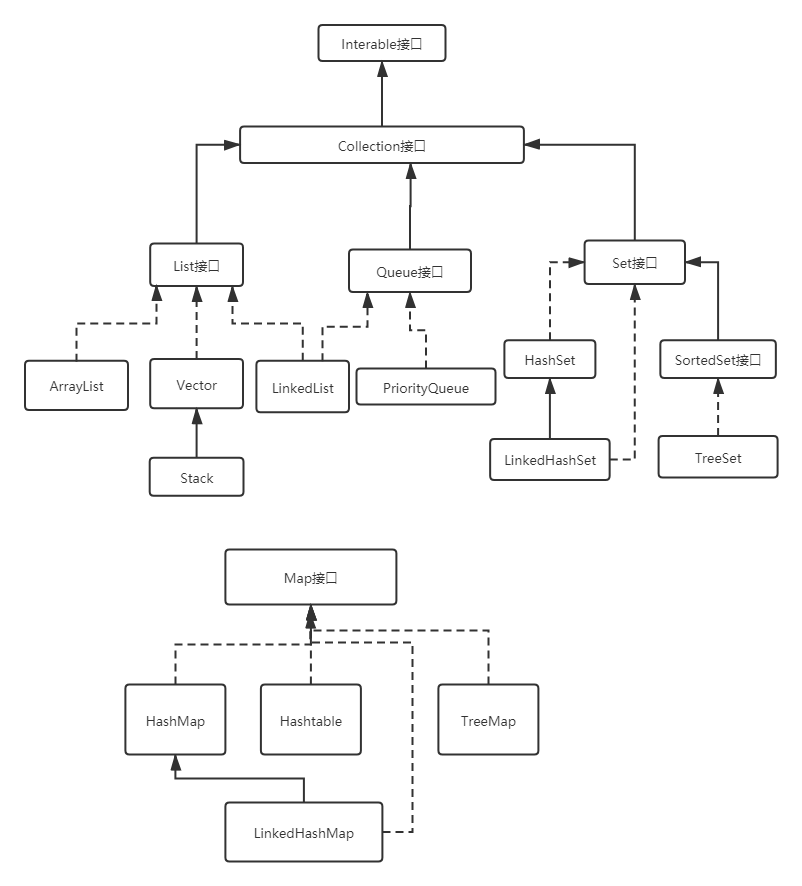 Interable接口
Collection接口
List接口
Queue接口
Set接口
ArrayList
Vector
LinkedList
PriorityQueue
HashSet
SortedSet接口
Stack
LinkedHashSet
TreeSet
Map接口
HashMap
Hashtable
TreeMap
LinkedHashMap